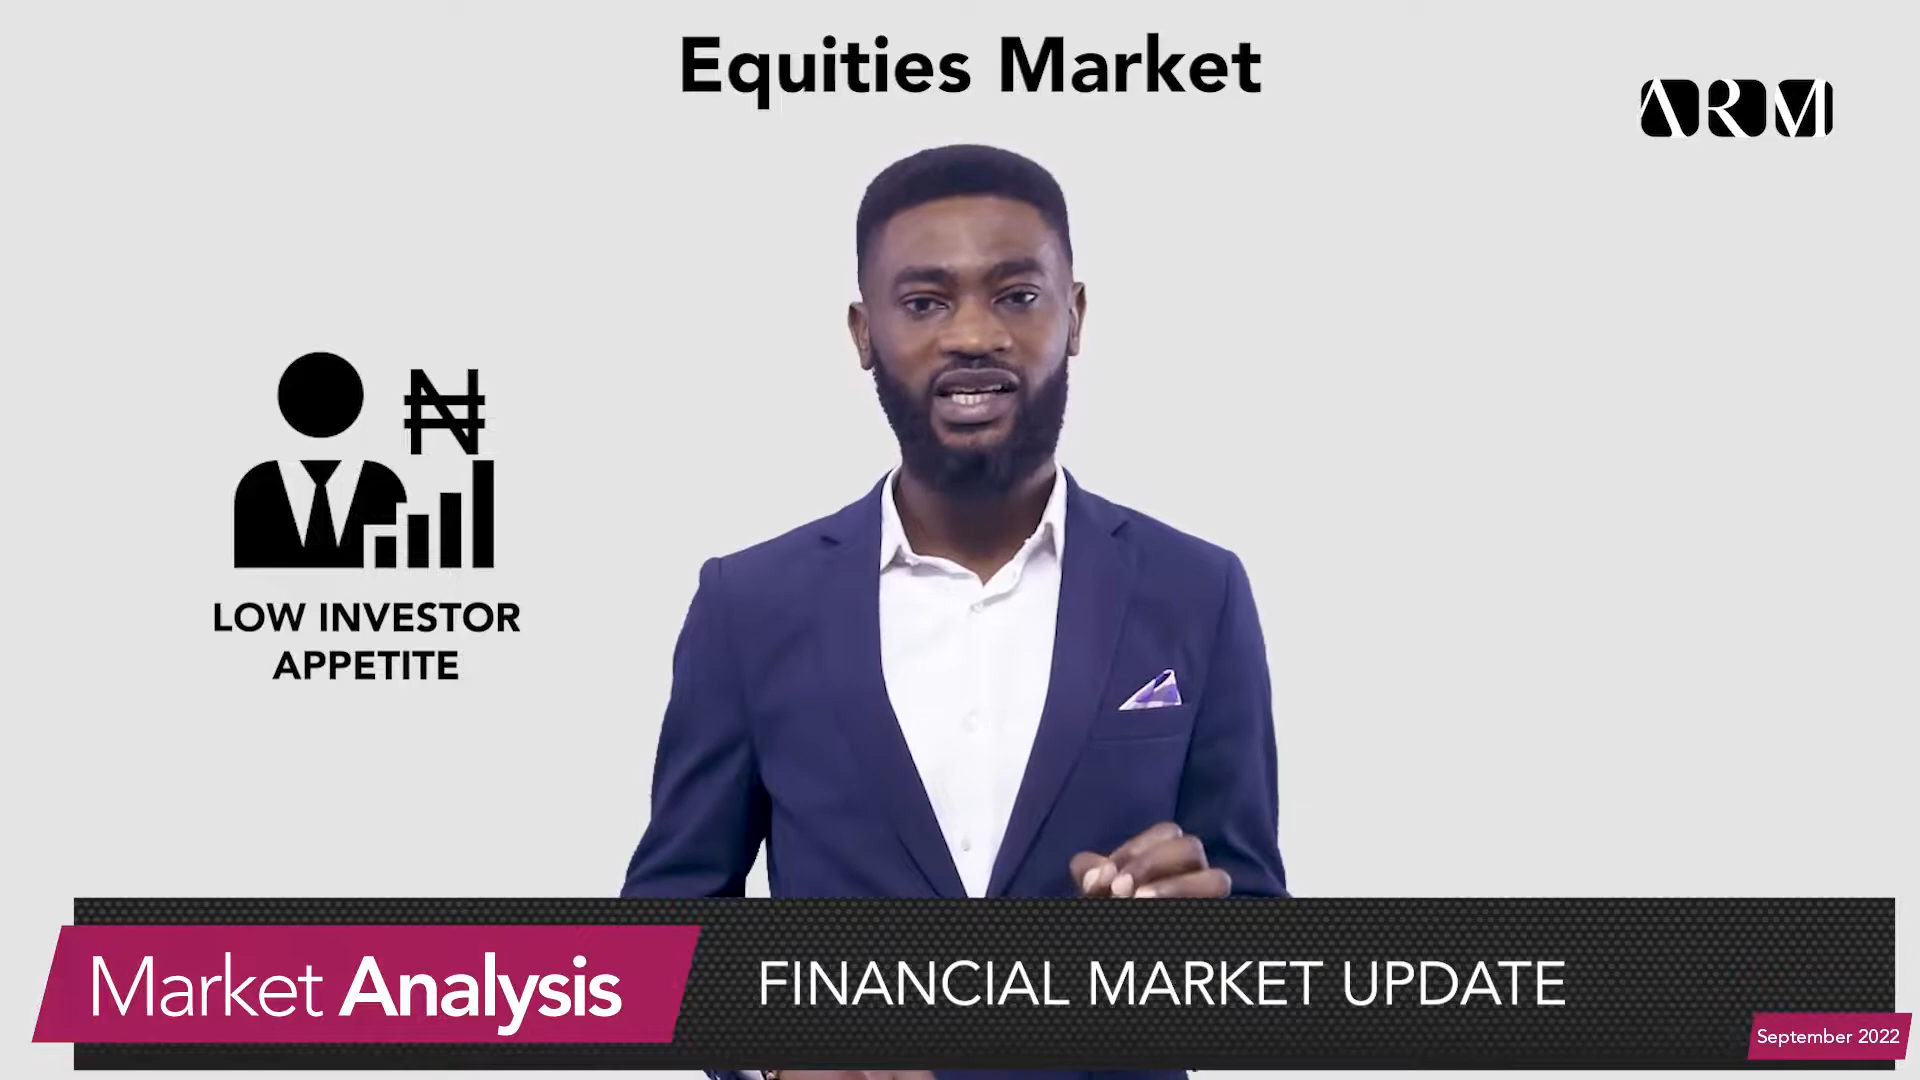 Equities Market
ARM
₦
LOW INVESTOR
APPETITE
Market Analysis
FINANCIAL MARKET UPDATE
September 2022